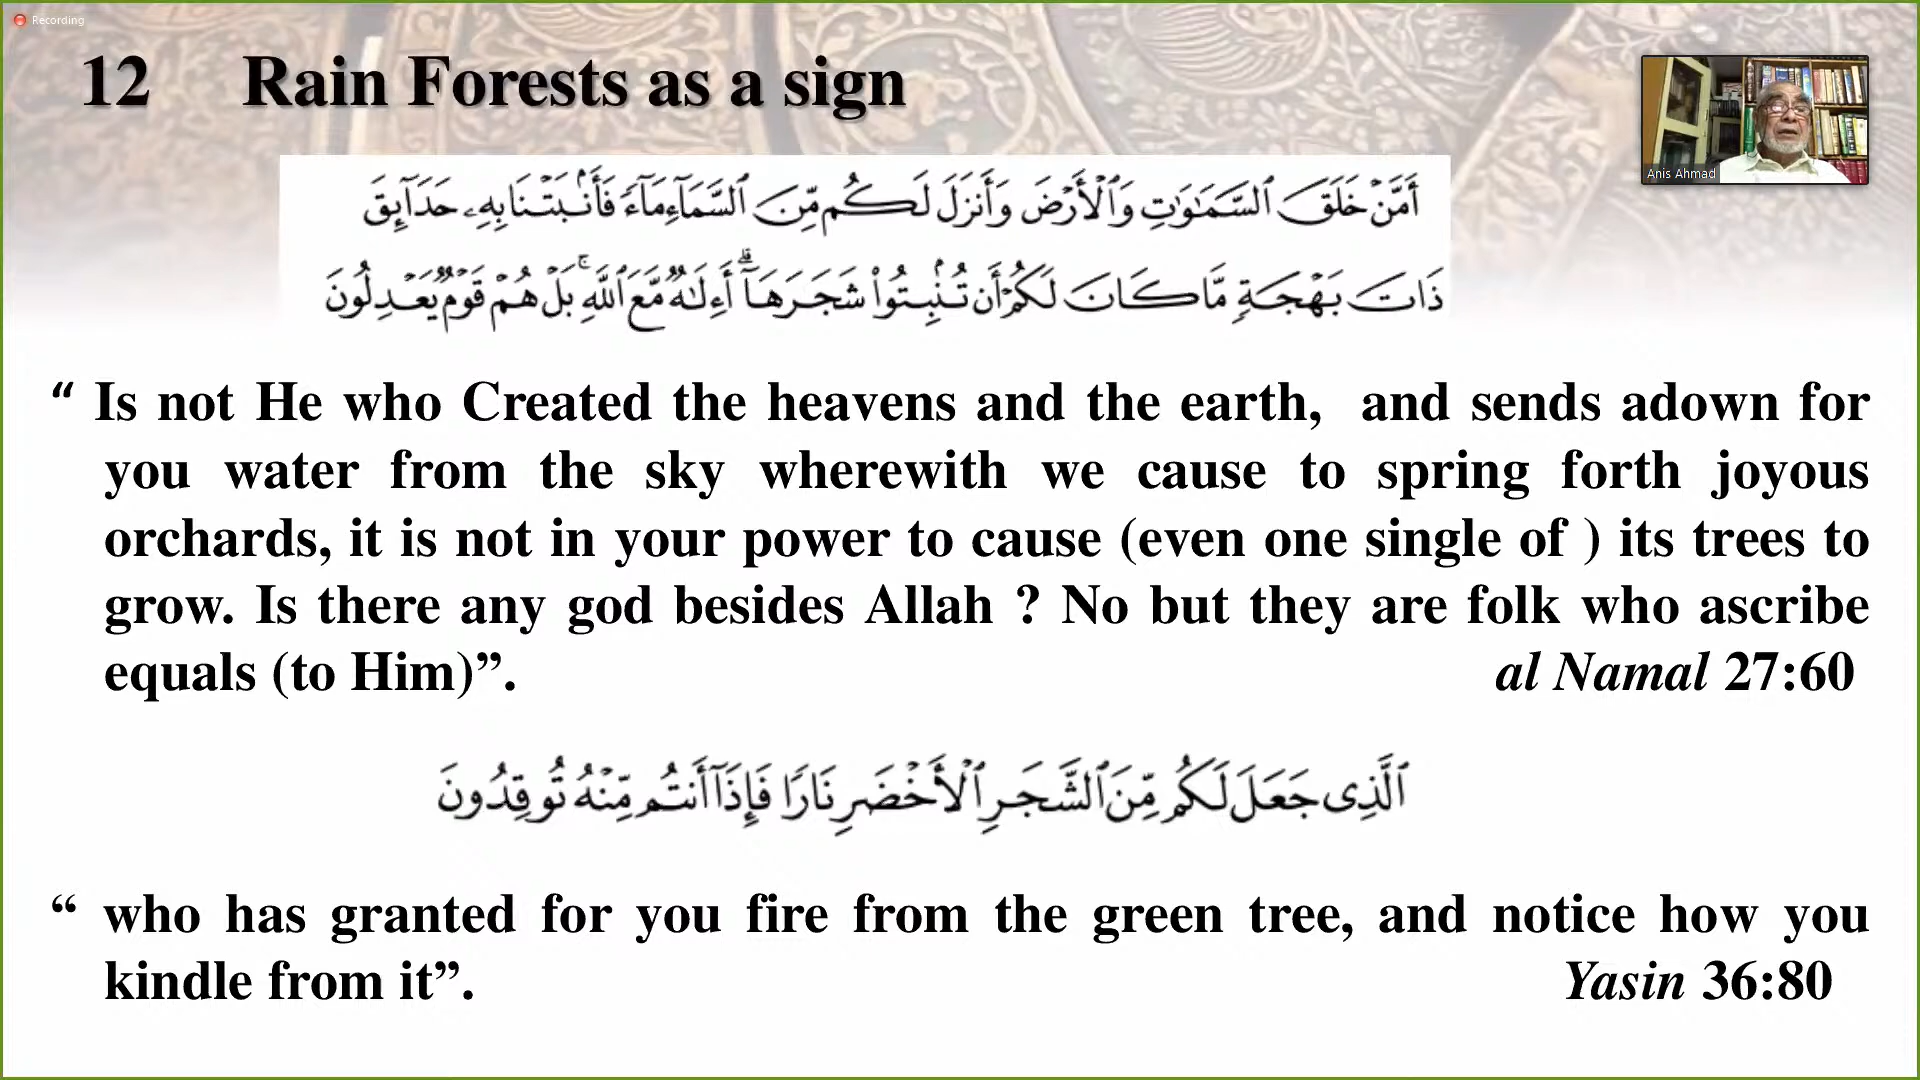 Recording
12 Rain Forests as a sign
Anis Ahmad
أَمَّنْ خَلَقَ ٱلسَّمَـٰوَٰتِ وَٱلْأَرْضَ وَأَنزَلَ لَكُم مِّنَ ٱلسَّمَآءِ مَآءً فَأَنۢبَتْنَا بِهِۦ حَدَآئِقَ
ذَاتَ بَهْجَةٍ مَّا كَانَ لَكُمْ أَن تُنۢبِتُوا۟ شَجَرَهَآ ۗ أَءِلَـٰهٌ مَّعَ ٱللَّهِ ۚ بَلْ هُمْ قَوْمٌ يَعْدِلُونَ
“ Is not He who Created the heavens and the earth, and sends adown for
you water from the sky wherewith we cause to spring forth joyous
orchards, it is not in your power to cause (even one single of ) its trees to
grow. Is there any god besides Allah ? No but they are folk who ascribe
equals (to Him)”. al Namal 27:60
ٱلَّذِى جَعَلَ لَكُم مِّنَ ٱلشَّجَرِ ٱلْأَخْضَرِ نَارًا فَإِذَآ أَنتُم مِّنْهُ تُوقِدُونَ
“ who has granted for you fire from the green tree, and notice how you
kindle from it”. Yasin 36:80